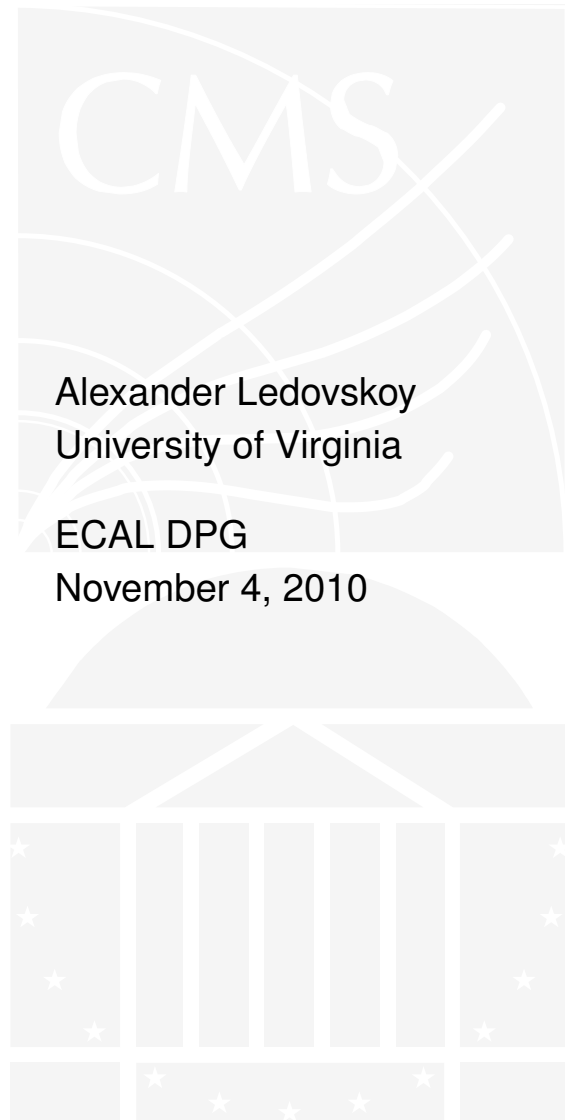 CMS
Alexander Ledovskoy
University of Virginia
ECAL DPG
November 4, 2010